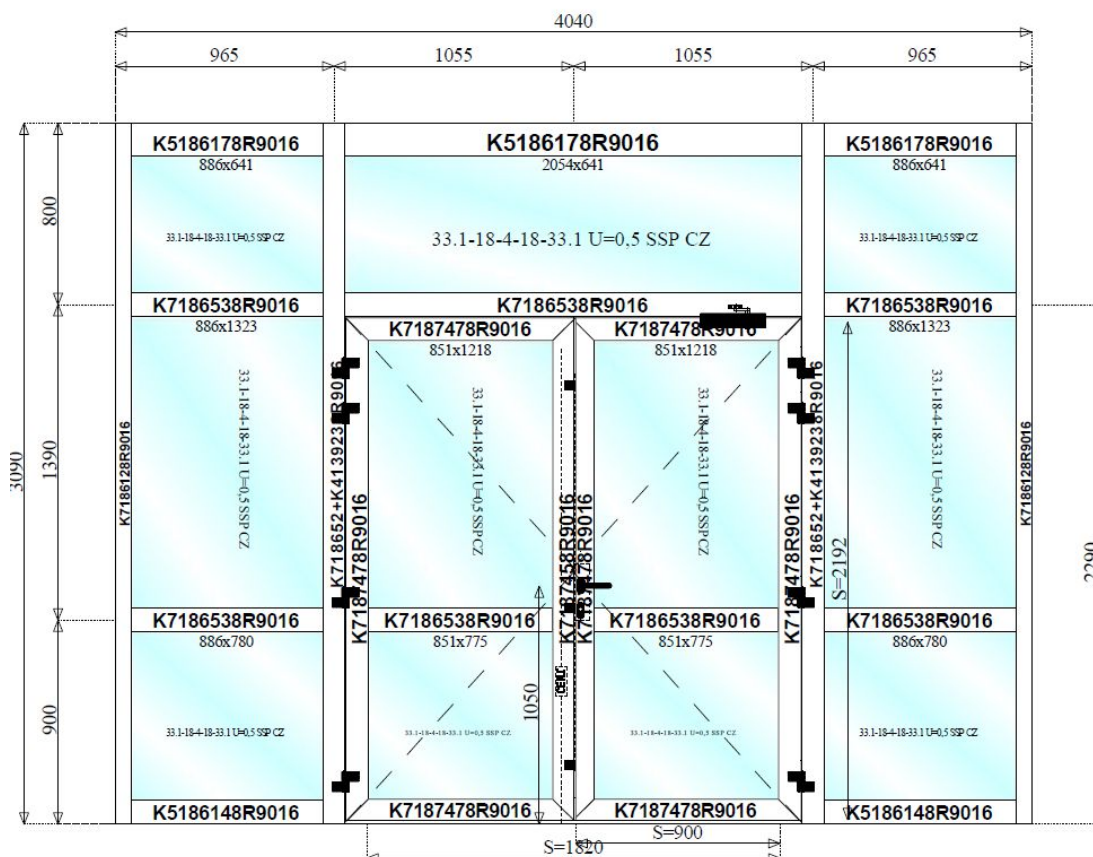 4040
965 1055 1055 965
K5186178R9016 K5186178R9016 K5186178R9016
886x641 2054x641 886x641
800
33.1-18-4-18-33.1 U=0,5 SSP CZ 33.1-18-4-18-33.1 U=0,5 SSP CZ 33.1-18-4-18-33.1 U=0,5 SSP CZ
K7186538R9016 K7186538R9016 K7186538R9016
886x1323 K7187478R9016 K7187478R9016 886x1323
851x1218 851x1218
3090
1390
K7186128R9016
33.1-18-4-18-33.1 U=0,5 SSP CZ
K718652+K4139238R9016
K7187478R9016
33.1-18-4-18-33.1 U=0,5 SSP CZ
K7187458R9016
K7187478R9016
33.1-18-4-18-33.1 U=0,5 SSP CZ
K7187478R9016
K718652+K4139238R9016
S=2192
33.1-18-4-18-33.1 U=0,5 SSP CZ
K7186128R9016
2290
K7186538R9016 K7186538R9016 K7186538R9016 K7186538R9016
886x780 851x775 851x775 886x780
900
1050
33.1-18-4-18-33.1 U=0,5 SSP CZ 33.1-18-4-18-33.1 U=0,5 SSP CZ 33.1-18-4-18-33.1 U=0,5 SSP CZ 33.1-18-4-18-33.1 U=0,5 SSP CZ
K5186148R9016 K7187478R9016 K7187478R9016 K5186148R9016
S=900
S=1820